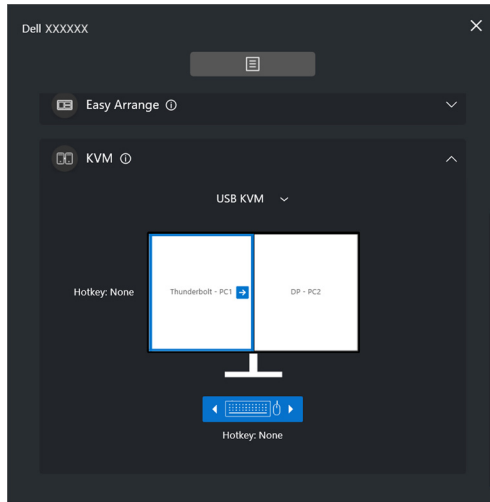 Dell XXXXXX
Easy Arrange
KVM
USB KVM
Hotkey: None
Thunderbolt - PC1
DP - PC2
Hotkey: None